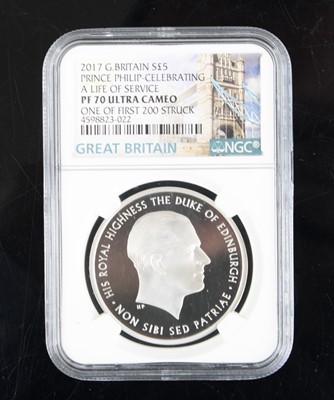 2017 G.BRITAIN S$5
PRINCE PHILIP-CELEBRATING
A LIFE OF SERVICE
PF 70 ULTRA CAMEO
ONE OF FIRST 200 STRUCK
4598823-022
GREAT BRITAIN
NGC®
HIS ROYAL HIGHNESS THE DUKE OF EDINBURGH
· NON SIBI SED PATRIAE ·
HP